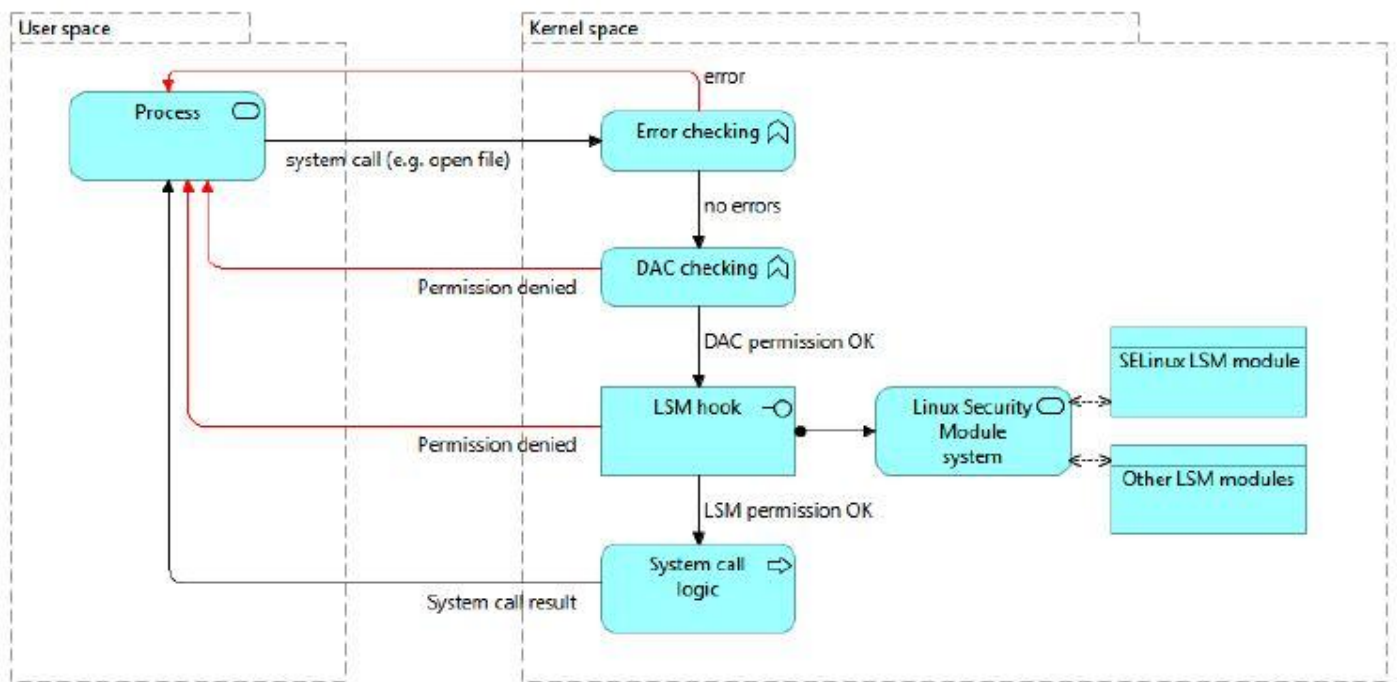 User space
Kernel space
error
Process
Error checking
system call (e.g. open file)
no errors
DAC checking
Permission denied
DAC permission OK
SELinux LSM module
LSM hook
Linux Security
Module
system
Permission denied
Other LSM modules
LSM permission OK
System call
logic
System call result